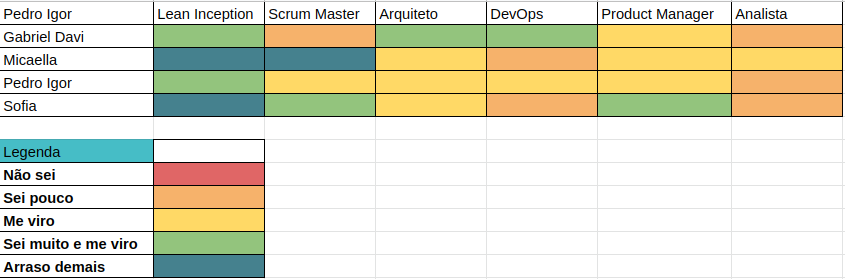 Pedro Igor Lean Inception Scrum Master Arquiteto DevOps Product Manager Analista
Gabriel Davi
Micaella
Pedro Igor
Sofia
Legenda
Não sei
Sei pouco
Me viro
Sei muito e me viro
Arraso demais